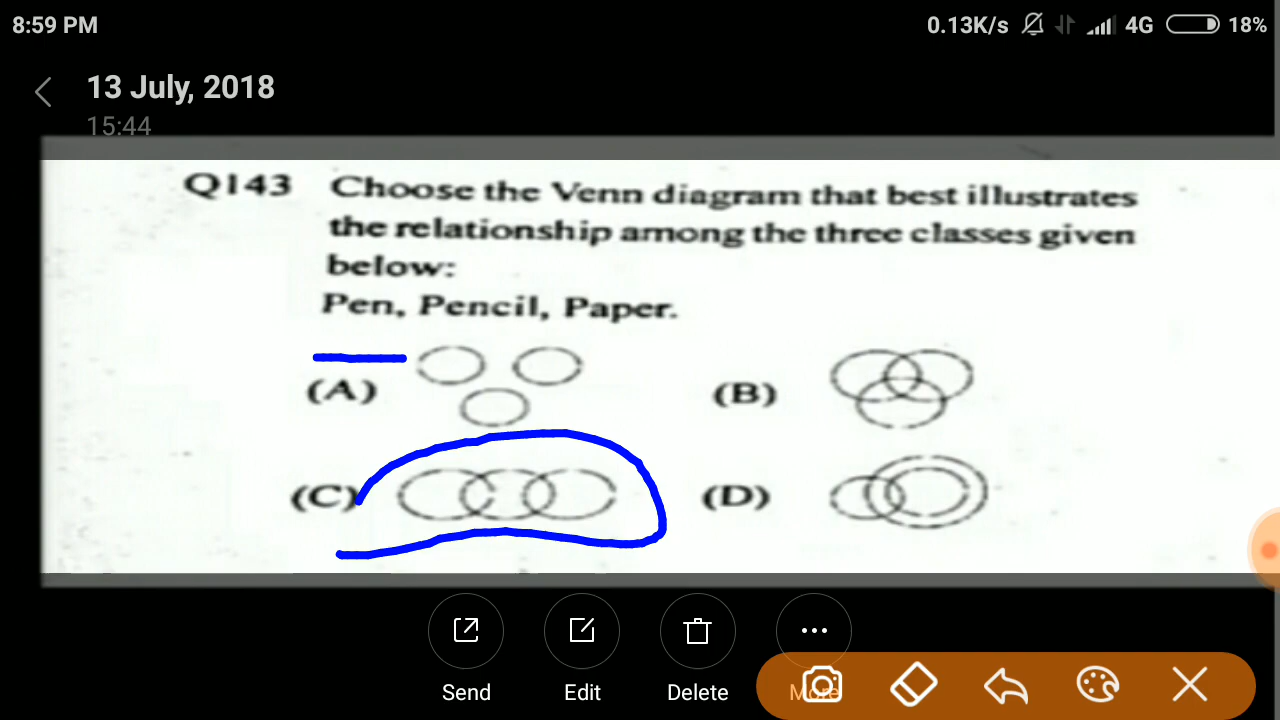 8:59 PM 0.13K/s 4G 18%
13 July, 2018
15:44
Q143 Choose the Venn diagram that best illustrates
the relationship among the three classes given
below:
Pen, Pencil, Paper.
(A) (B)
(C) (D)
Send Edit Delete More